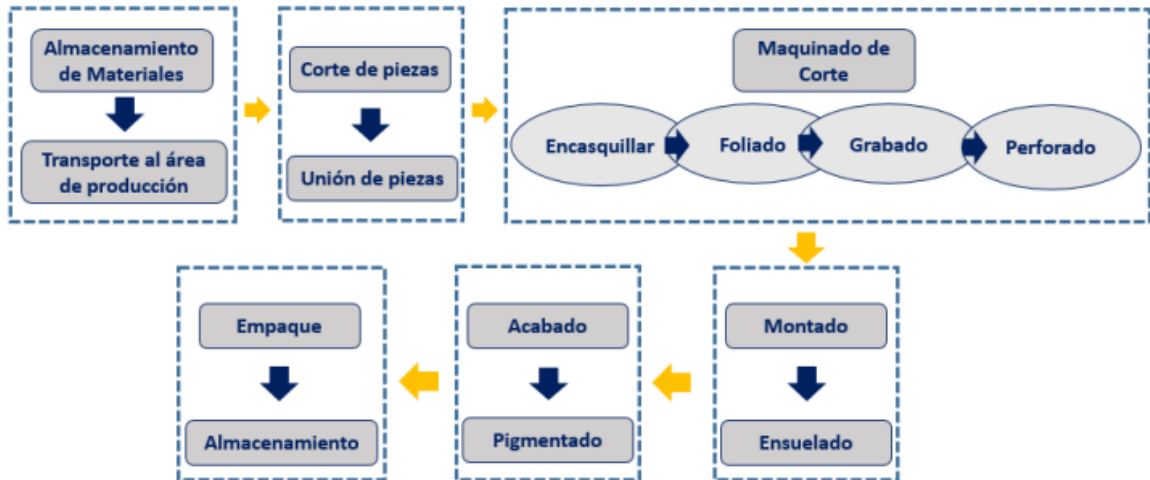 Almacenamiento
de Materiales
Transporte al área
de producción
Corte de piezas
Unión de piezas
Maquinado de
Corte
Encasquillar
Foliado
Grabado
Perforado
Montado
Ensuelado
Acabado
Pigmentado
Empaque
Almacenamiento